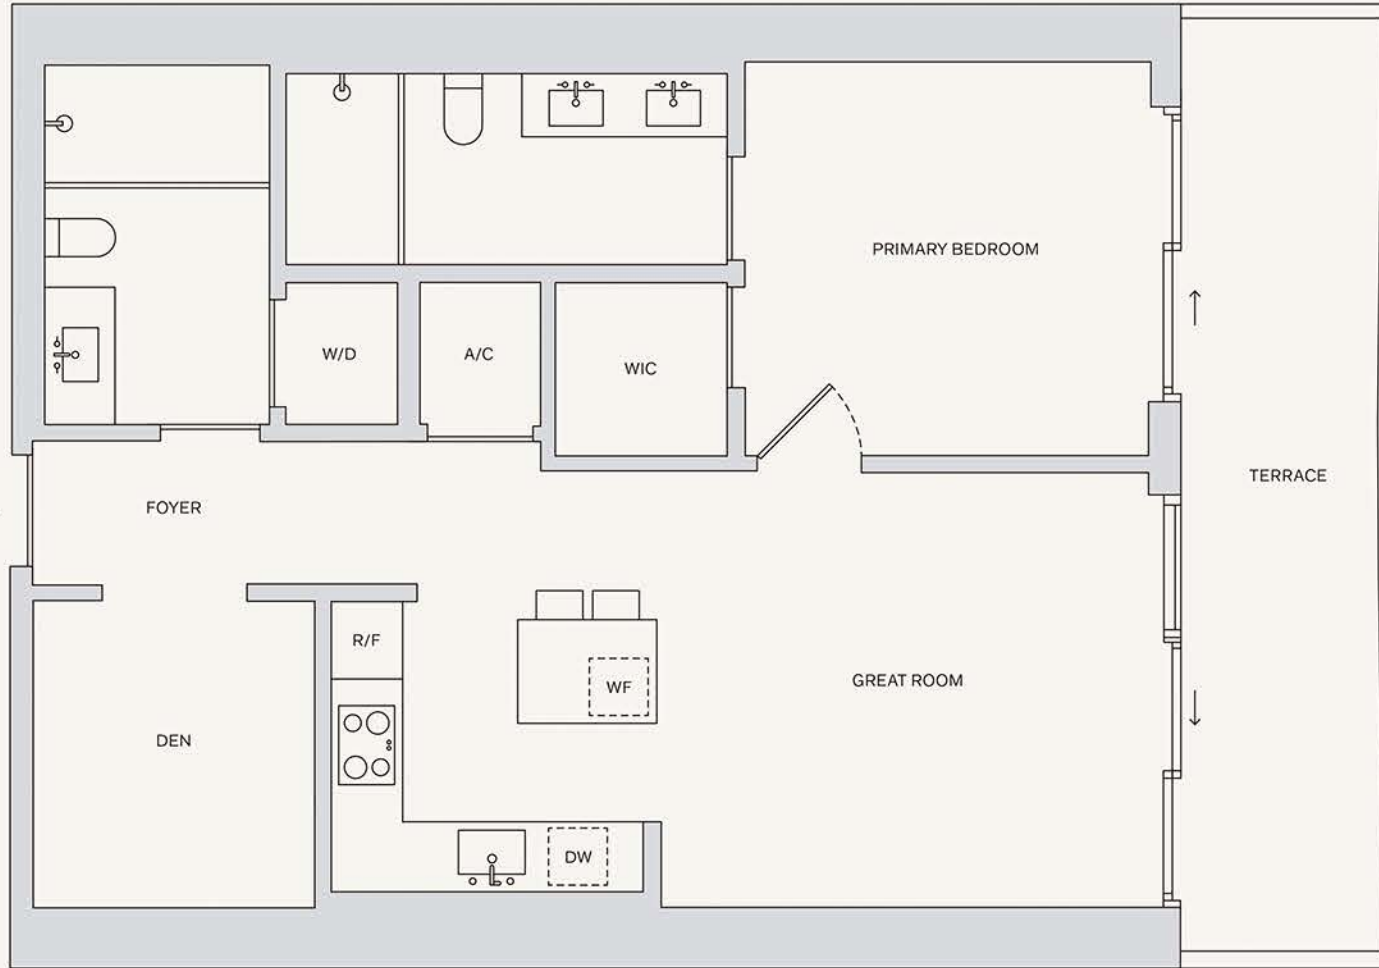 PRIMARY BEDROOM
W/D
A/C
WIC
TERRACE
FOYER
R/F
WF
GREAT ROOM
DEN
DW